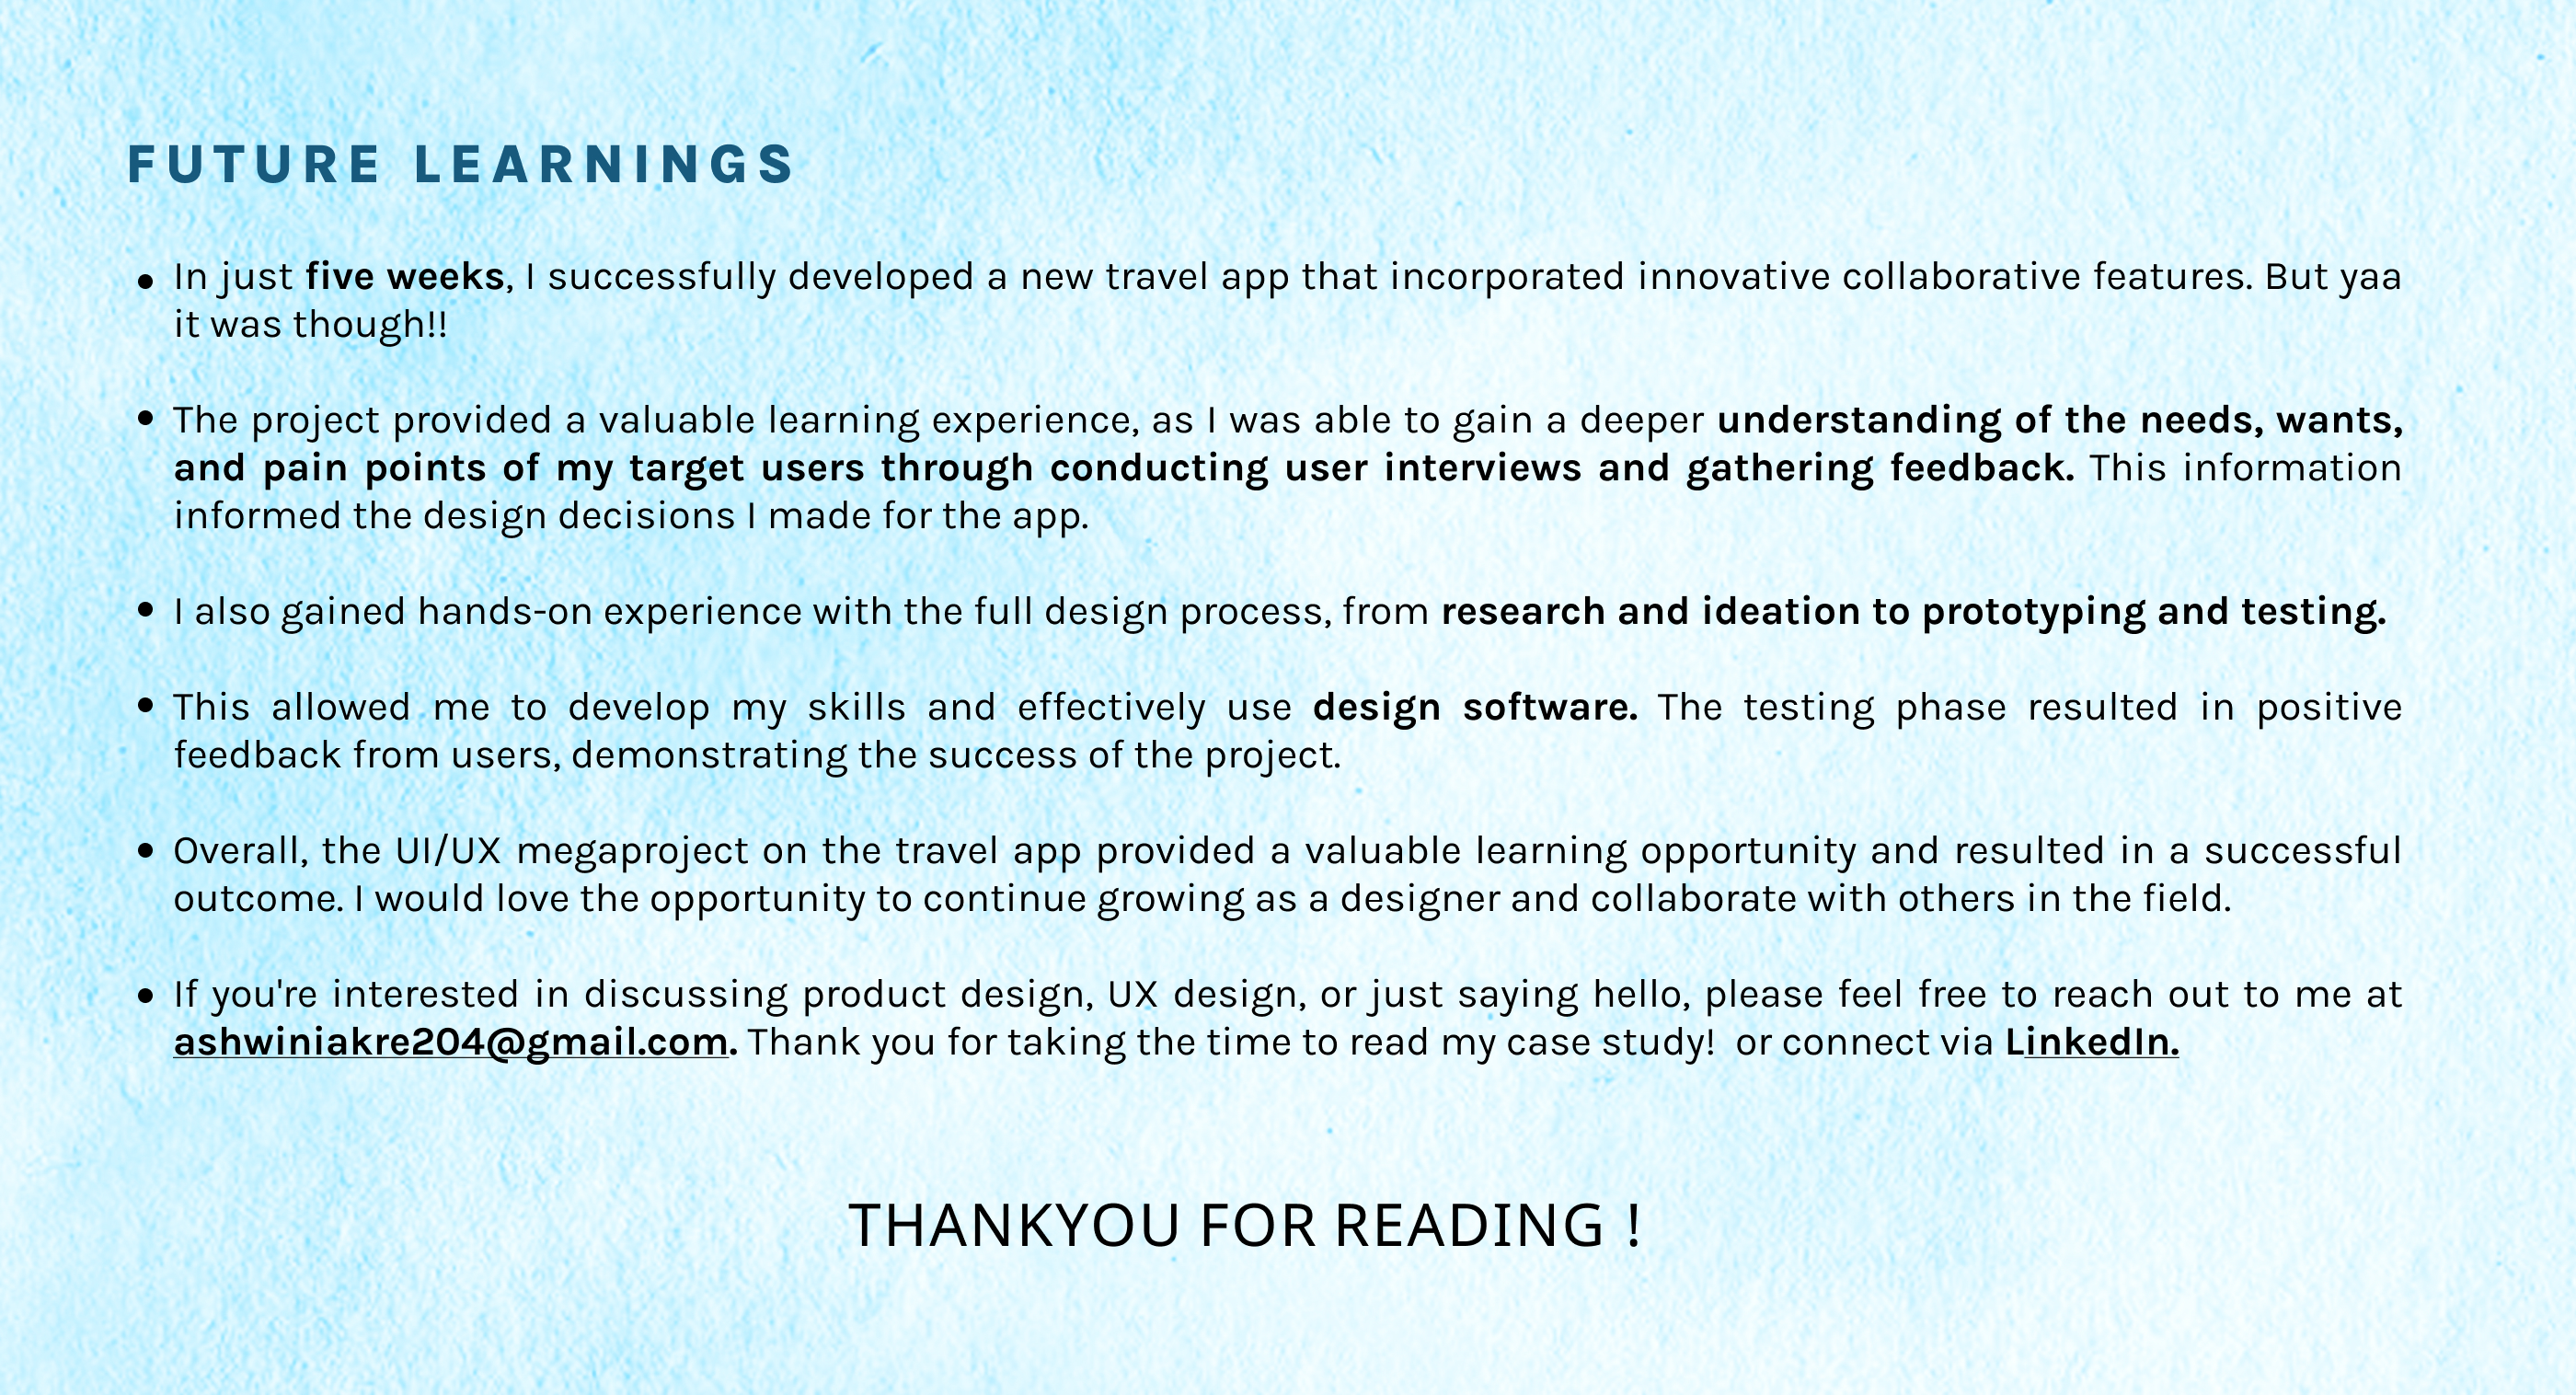 FUTURE LEARNINGS
• In just five weeks, I successfully developed a new travel app that incorporated innovative collaborative features. But yaa
it was though!!
• The project provided a valuable learning experience, as I was able to gain a deeper understanding of the needs, wants,
and pain points of my target users through conducting user interviews and gathering feedback. This information
informed the design decisions I made for the app.
• I also gained hands-on experience with the full design process, from research and ideation to prototyping and testing.
• This allowed me to develop my skills and effectively use design software. The testing phase resulted in positive
feedback from users, demonstrating the success of the project.
• Overall, the UI/UX megaproject on the travel app provided a valuable learning opportunity and resulted in a successful
outcome. I would love the opportunity to continue growing as a designer and collaborate with others in the field.
• If you're interested in discussing product design, UX design, or just saying hello, please feel free to reach out to me at
ashwiniakre204@gmail.com. Thank you for taking the time to read my case study!  or connect via LinkedIn.
THANKYOU FOR READING !